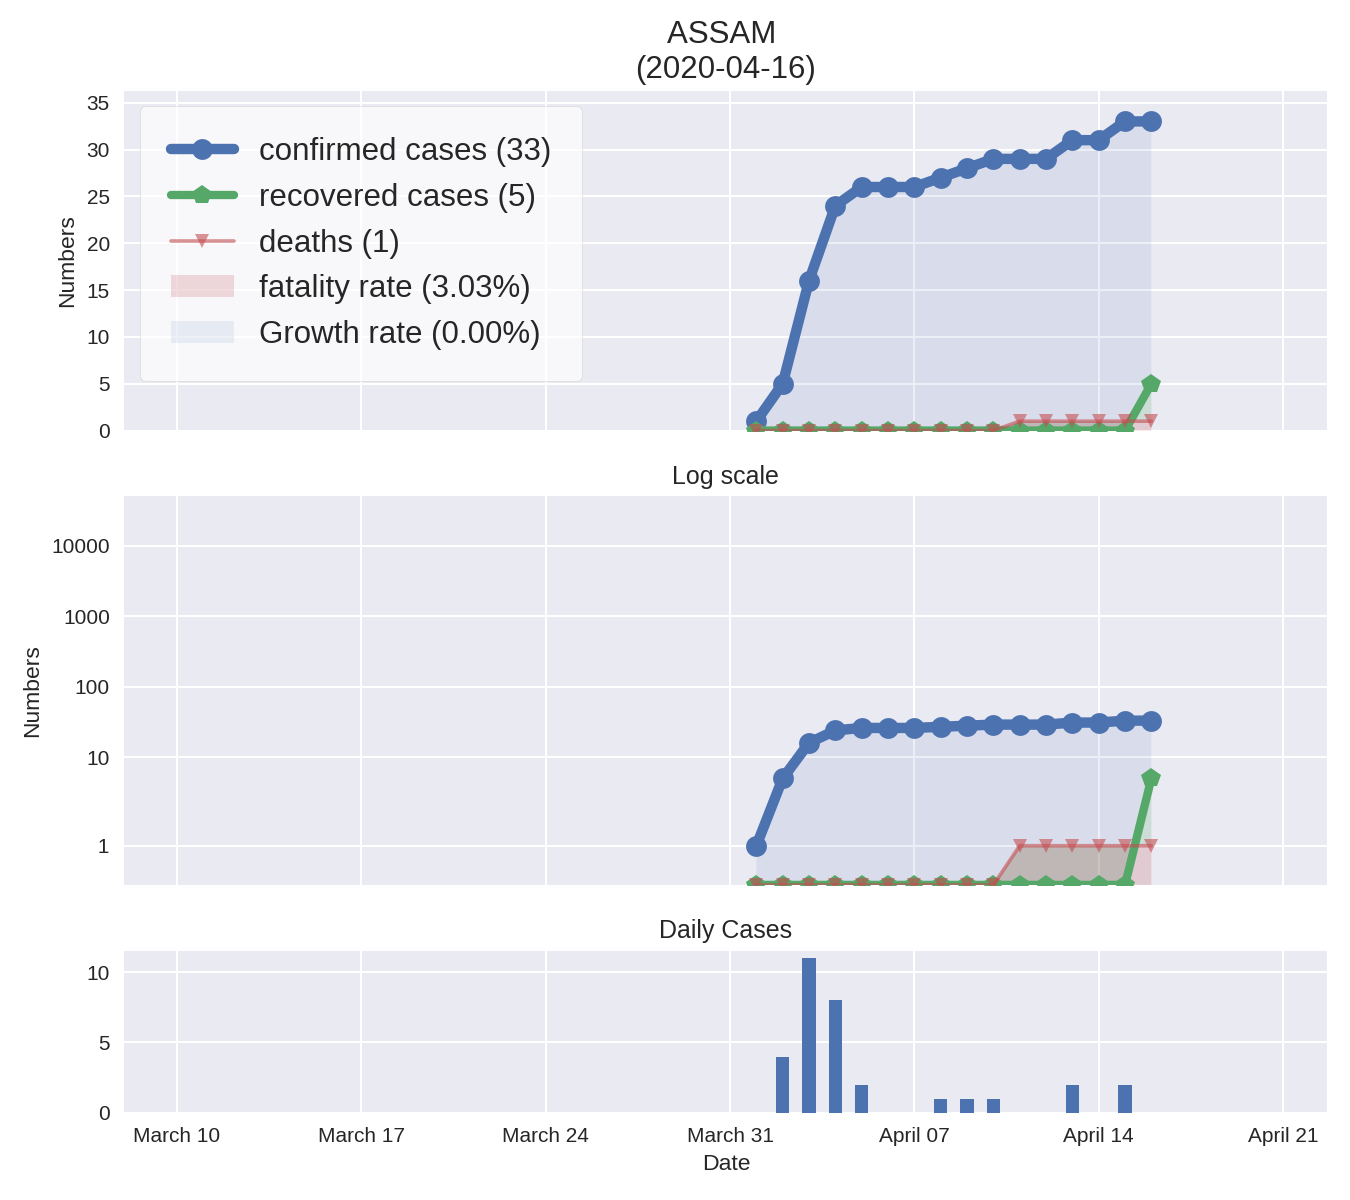 ASSAM
(2020-04-16)
35
30
25
20
15
10
5
0
Numbers
confirmed cases (33)
recovered cases (5)
deaths (1)
fatality rate (3.03%)
Growth rate (0.00%)
Log scale
10000
1000
100
10
1
Numbers
Daily Cases
10
5
0
March 10 March 17 March 24 March 31 April 07 April 14 April 21
Date